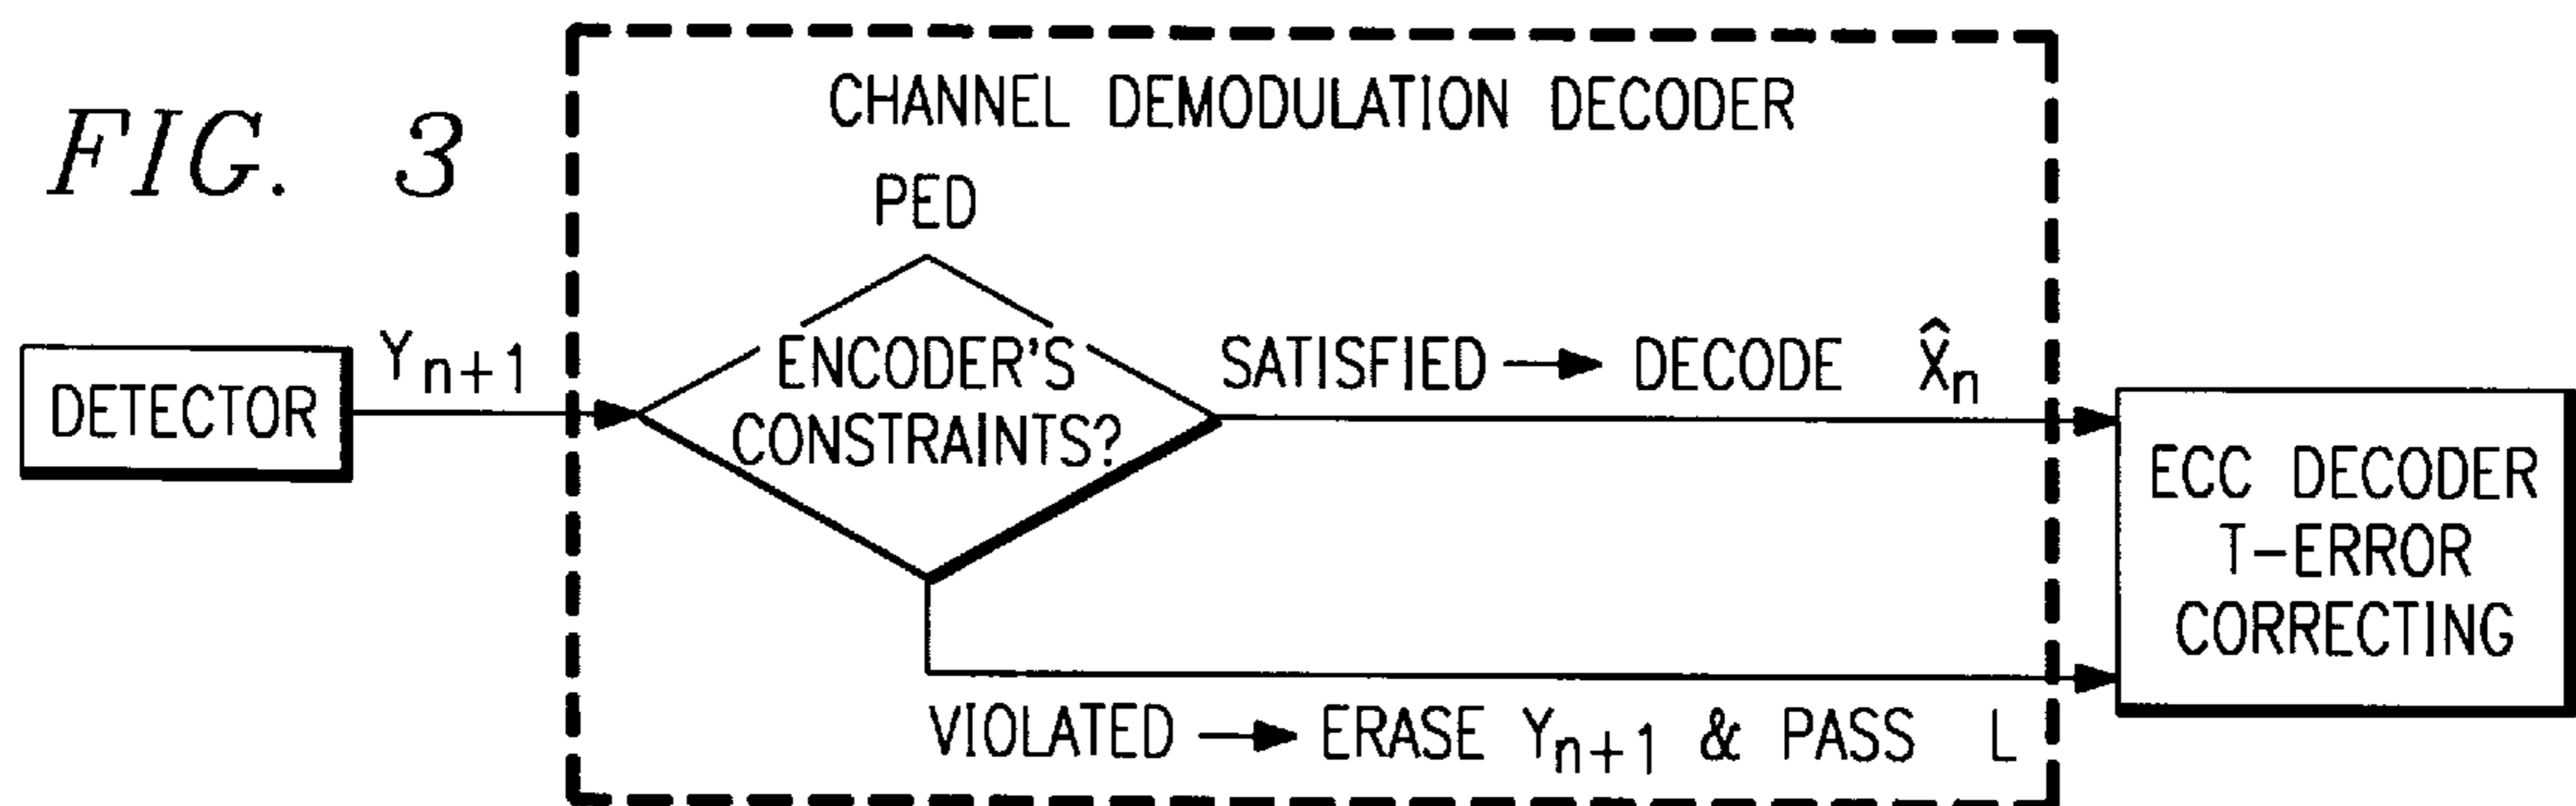 FIG. 3
CHANNEL DEMODULATION DECODER
PED
DETECTOR
Yn+1
ENCODER'S
CONSTRAINTS?
SATISFIED → DECODE X̂n
VIOLATED → ERASE Yn+1 & PASS L
ECC DECODER
T-ERROR
CORRECTING